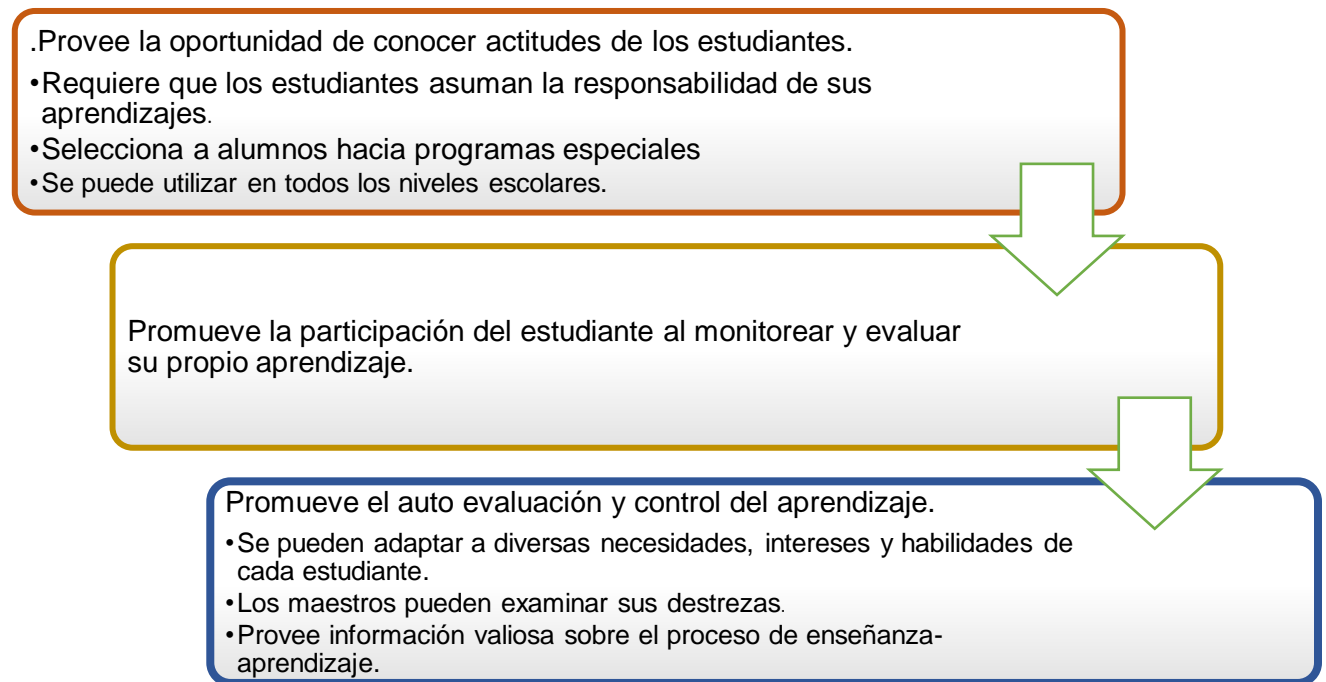 .Provee la oportunidad de conocer actitudes de los estudiantes.
•Requiere que los estudiantes asuman la responsabilidad de sus
aprendizajes.
•Selecciona a alumnos hacia programas especiales
•Se puede utilizar en todos los niveles escolares.
Promueve la participación del estudiante al monitorear y evaluar
su propio aprendizaje.
Promueve el auto evaluación y control del aprendizaje.
•Se pueden adaptar a diversas necesidades, intereses y habilidades de
cada estudiante.
•Los maestros pueden examinar sus destrezas.
•Provee información valiosa sobre el proceso de enseñanza-
aprendizaje.